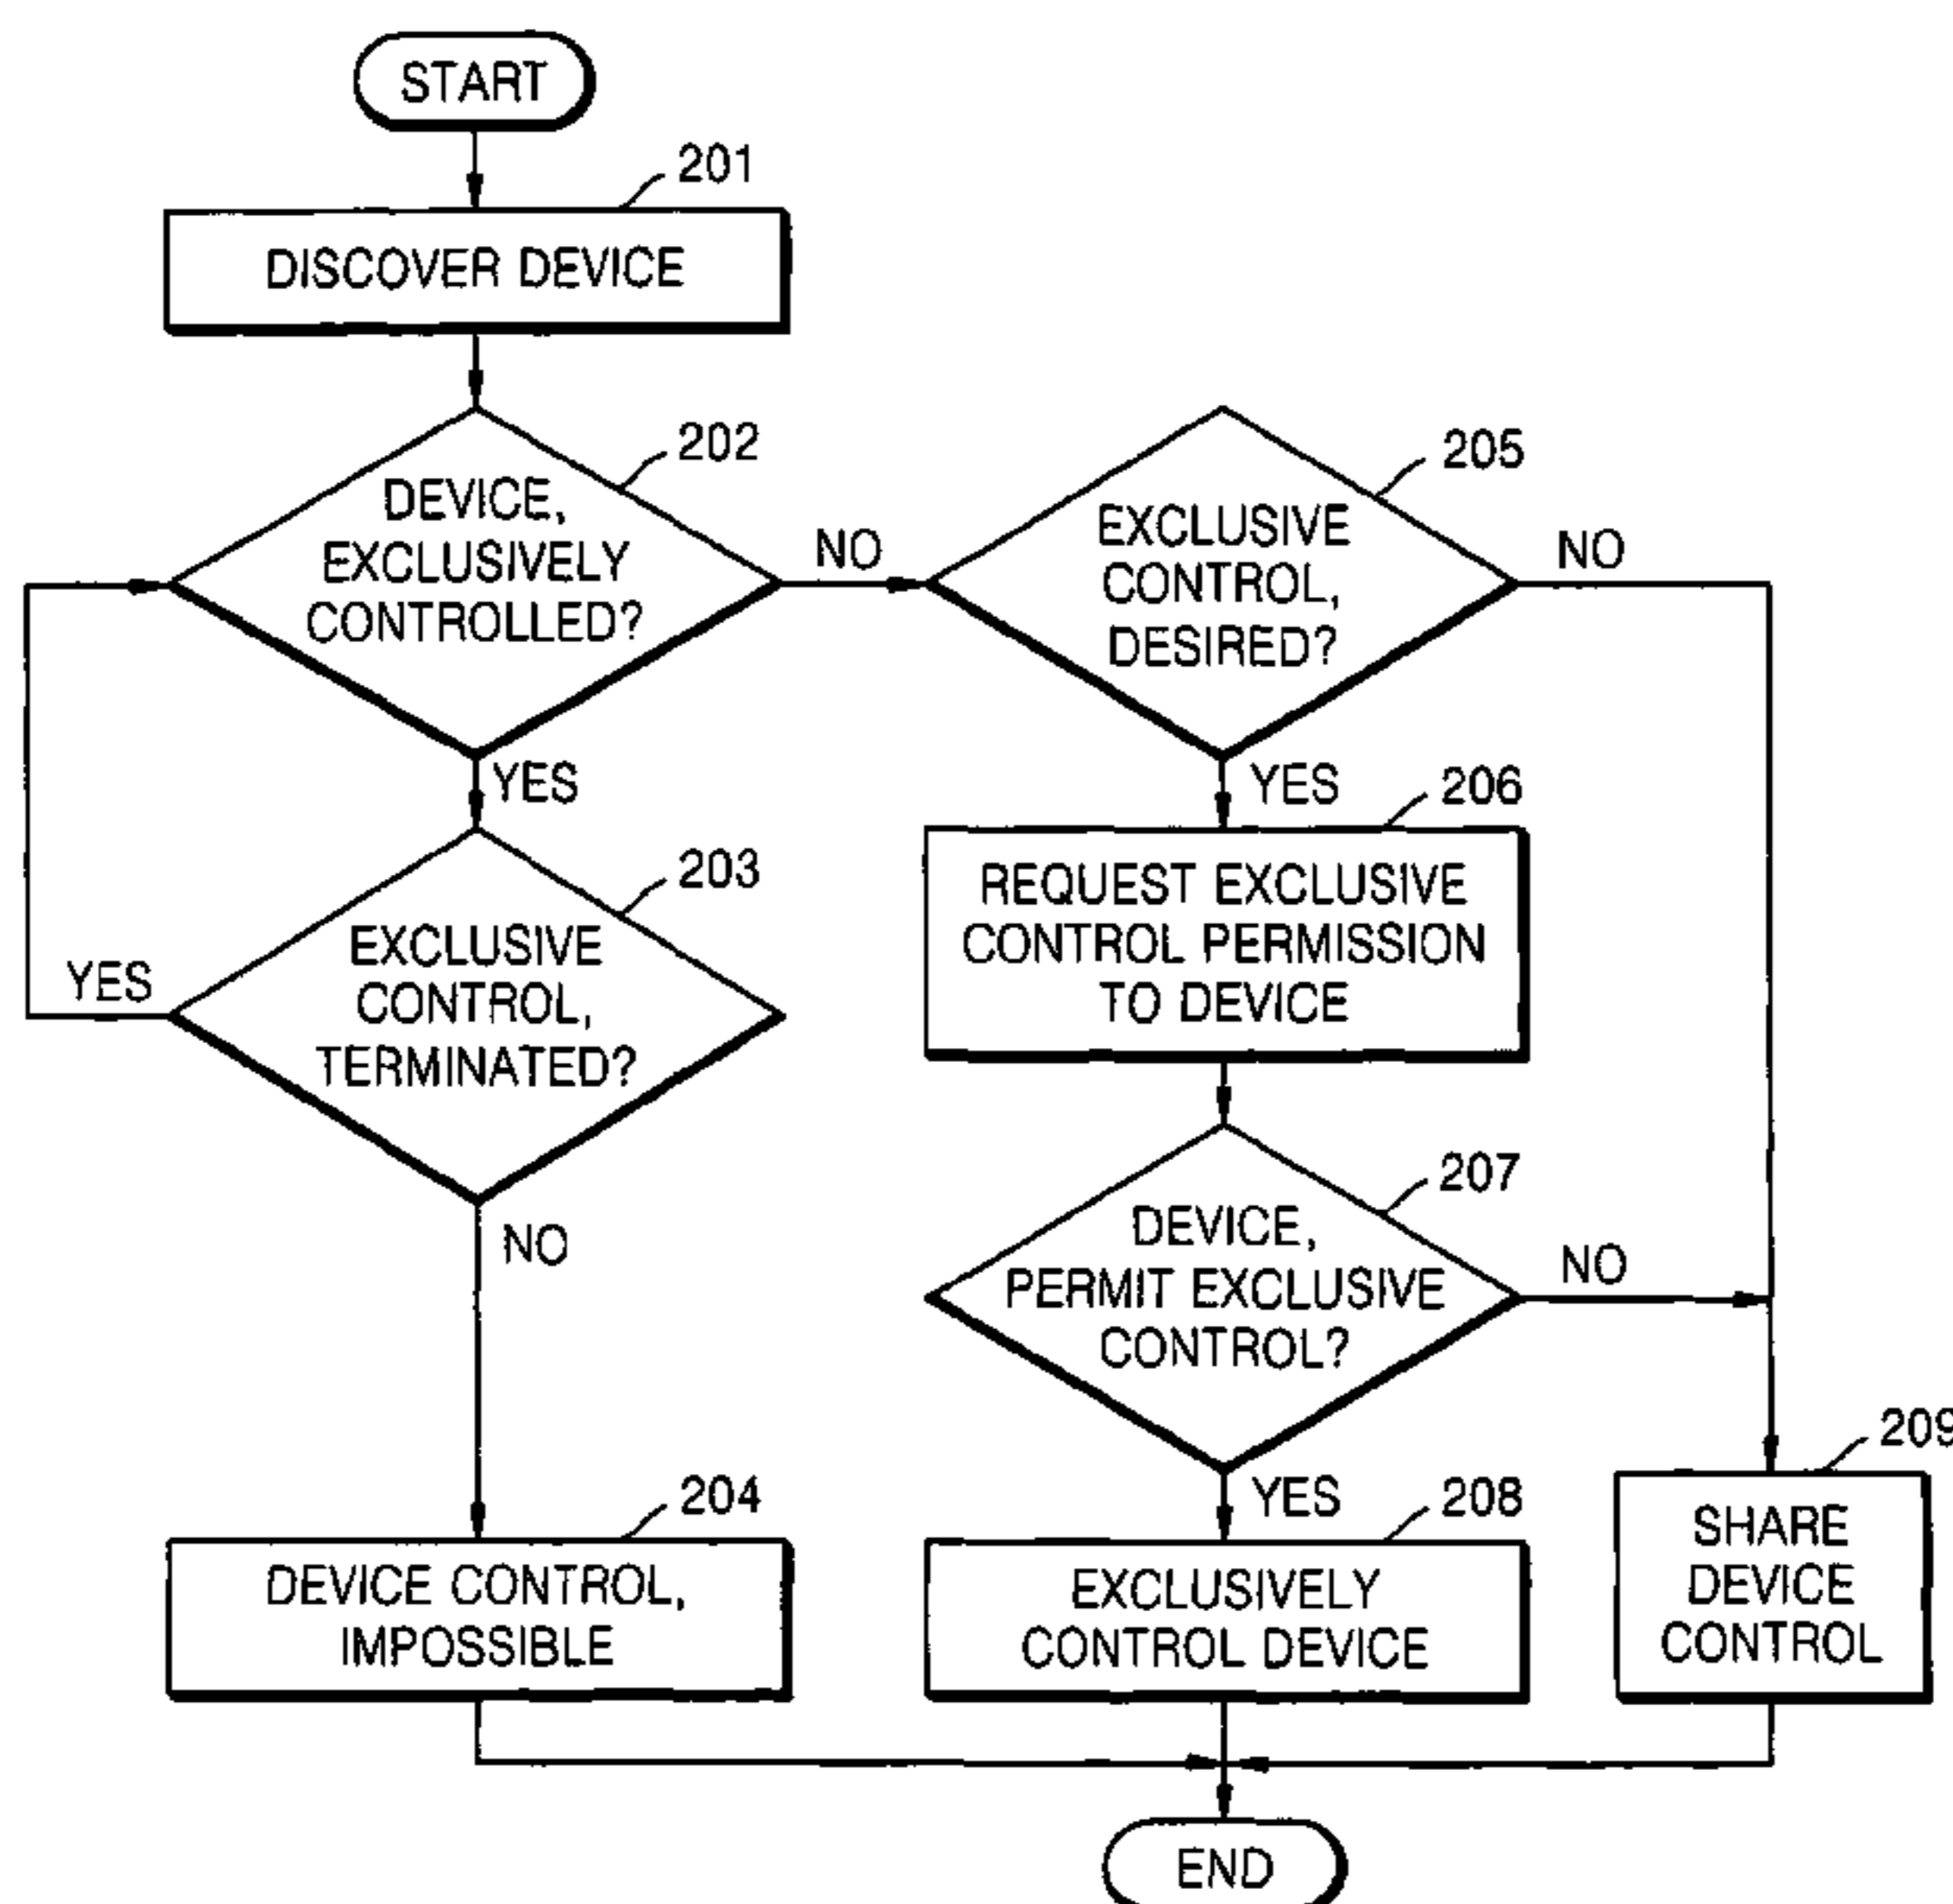 START
201
DISCOVER DEVICE
202
DEVICE,
EXCLUSIVELY
CONTROLLED?
NO
205
EXCLUSIVE
CONTROL,
DESIRED?
NO
YES
203
EXCLUSIVE
CONTROL,
TERMINATED?
YES
NO
204
DEVICE CONTROL,
IMPOSSIBLE
YES
206
REQUEST EXCLUSIVE
CONTROL PERMISSION
TO DEVICE
207
DEVICE,
PERMIT EXCLUSIVE
CONTROL?
NO
YES
208
EXCLUSIVELY
CONTROL DEVICE
209
SHARE
DEVICE
CONTROL
END